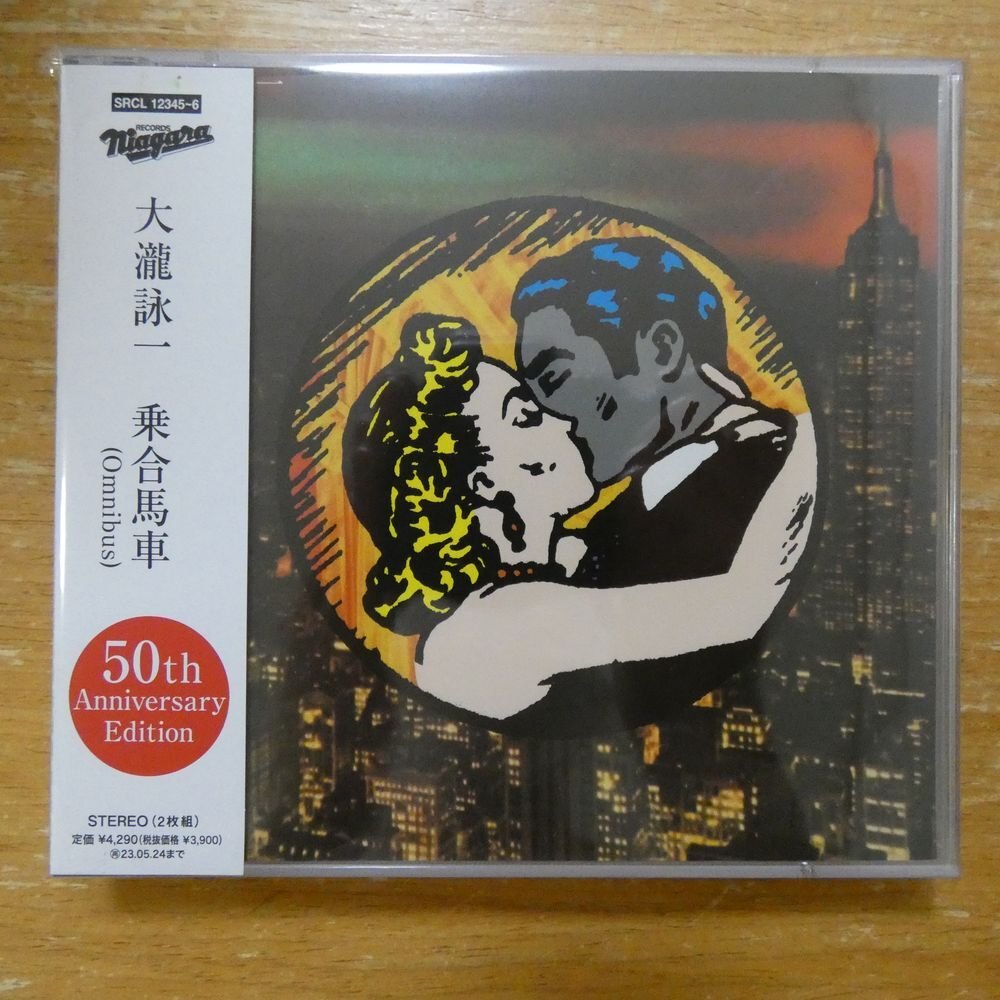 SRCL 12345~6
RECORDS
Niagara
大瀧詠一 乗合馬車
(Omnibus)
50th
Anniversary
Edition
STEREO(2枚組)
定価 ¥4,290(税抜価格 ¥3,900)
㋐23.05.24まで